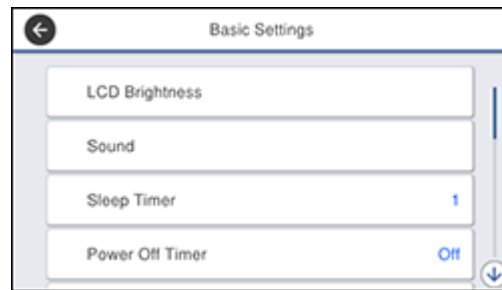 Basic Settings
LCD Brightness
Sound
Sleep Timer 1
Power Off Timer Off